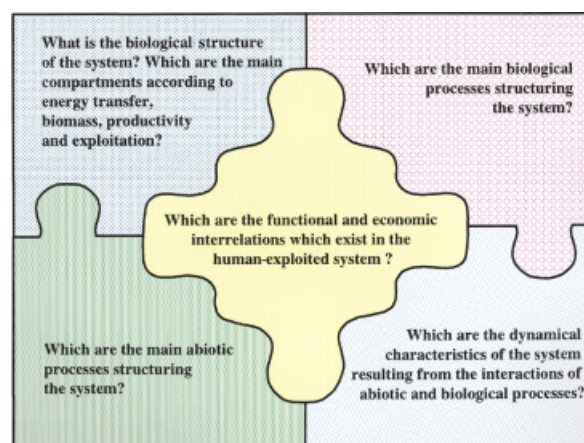 What is the biological structure
of the system? Which are the main
compartments according to
energy transfer,
biomass, productivity
and exploitation?
Which are the main biological
processes structuring
the system?
Which are the functional and economic
interrelations which exist in the
human-exploited system ?
Which are the main abiotic
processes structuring
the system?
Which are the dynamical
characteristics of the system
resulting from the interactions of
abiotic and biological processes?